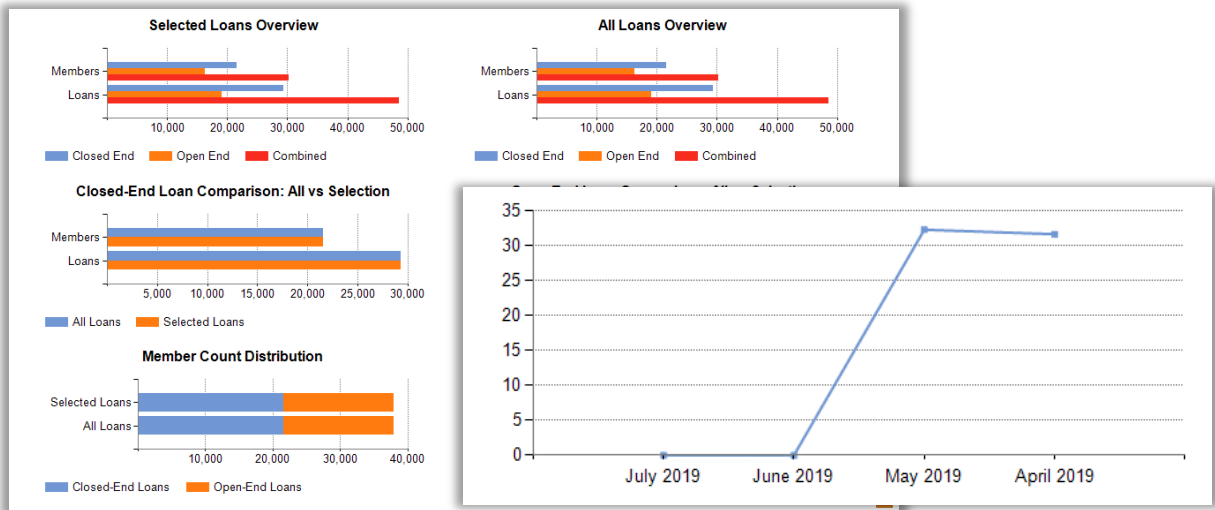 Selected Loans Overview
Members
Loans
10,000 20,000 30,000 40,000 50,000
Closed End Open End Combined
All Loans Overview
Members
Loans
10,000 20,000 30,000 40,000 50,000
Closed End Open End Combined
Closed-End Loan Comparison: All vs Selection
Members
Loans
5,000 10,000 15,000 20,000 25,000 30,000
All Loans Selected Loans
Member Count Distribution
Selected Loans
All Loans
10,000 20,000 30,000 40,000
Closed-End Loans Open-End Loans
35
30
25
20
15
10
5
0
July 2019 June 2019 May 2019 April 2019